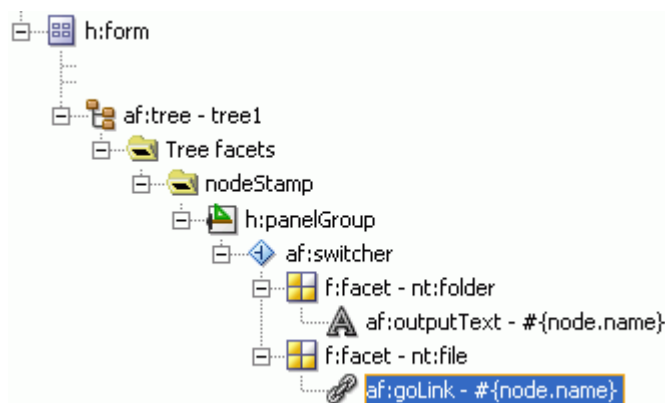 h:form
af:tree - tree1
Tree facets
nodeStamp
h:panelGroup
af:switcher
f:facet - nt:folder
af:outputText - #{node.name}
f:facet - nt:file
af:goLink - #{node.name}